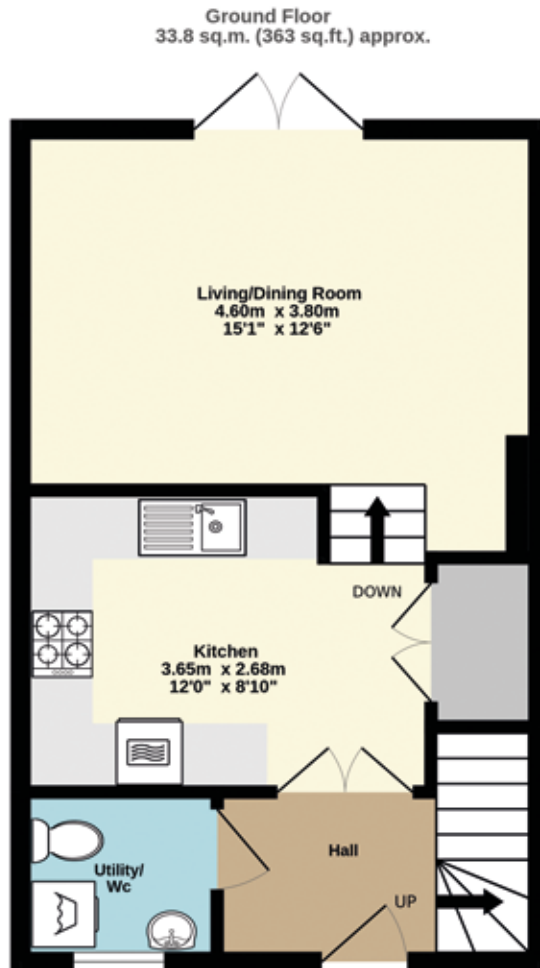 Ground Floor
33.8 sq.m. (363 sq.ft.) approx.
Living/Dining Room
4.60m x 3.80m
15'1" x 12'6"
DOWN
Kitchen
3.65m x 2.68m
12'0" x 8'10"
Hall
Utility/
Wc
UP